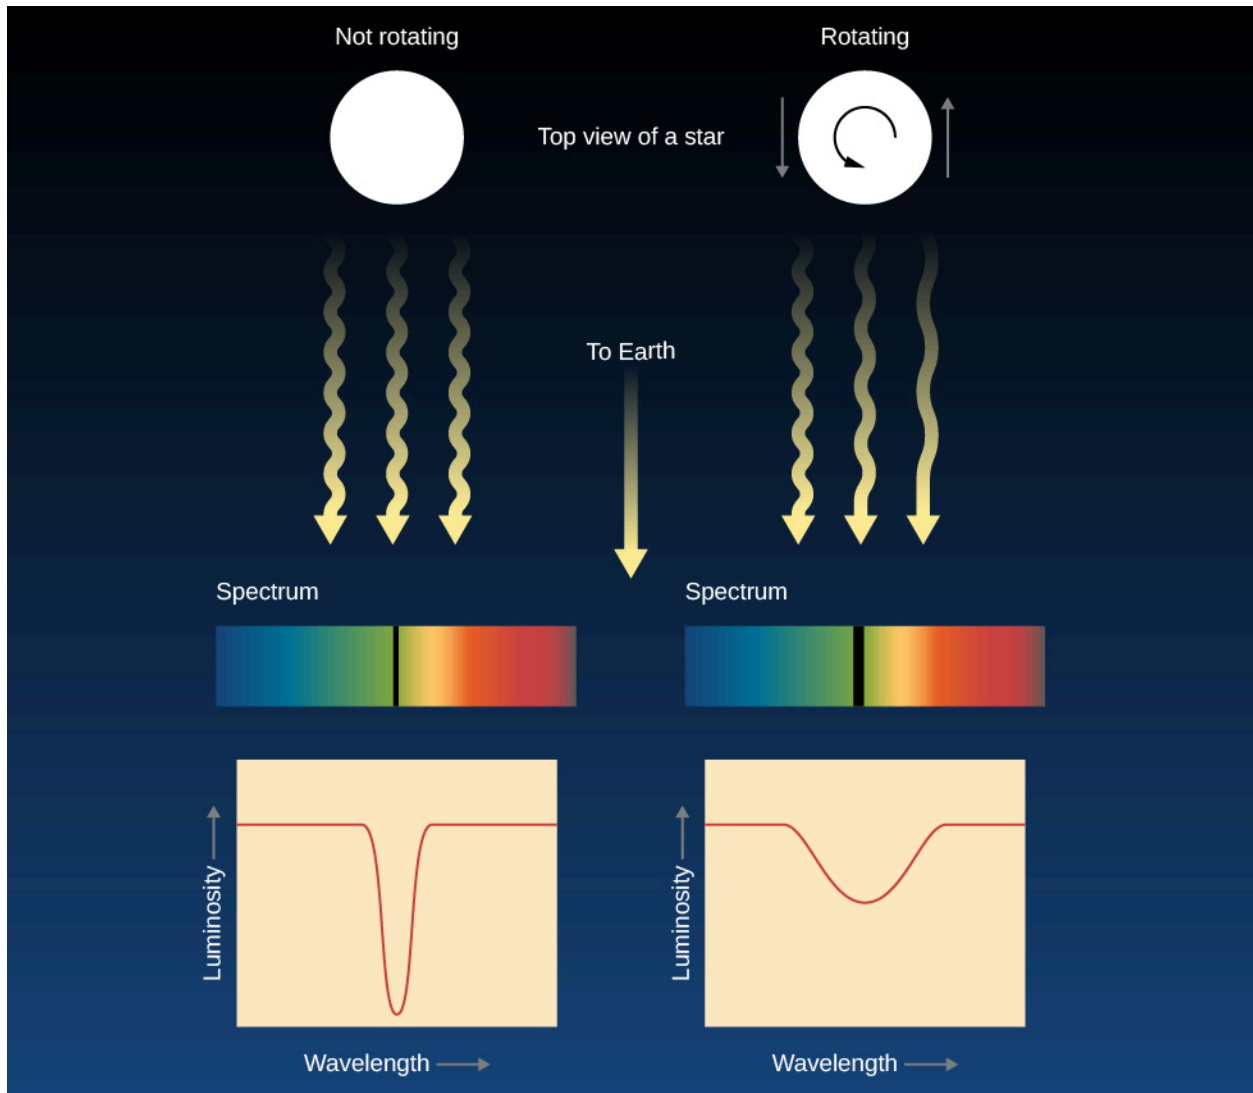 Not rotating
Rotating
Top view of a star
To Earth
Spectrum
Spectrum
Luminosity
Luminosity
Wavelength
Wavelength